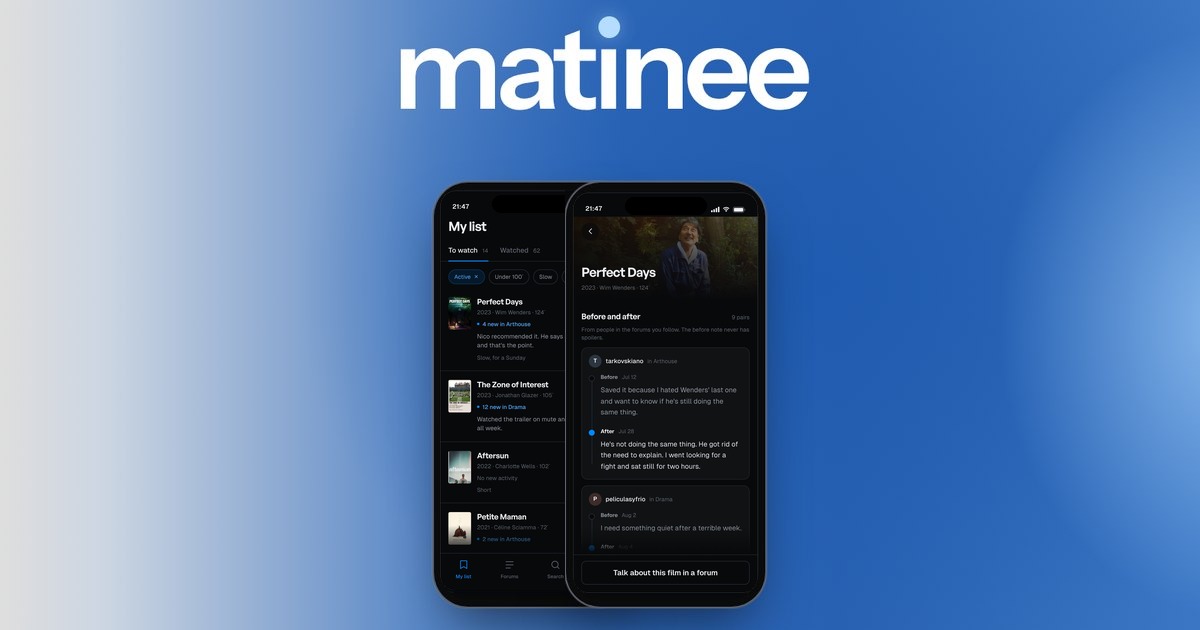 matinee
21:47
My list
To watch 14 Watched 62
Active × Under 100' Slow
Perfect Days
2023 · Wim Wenders · 124'
4 new in Arthouse
Nico recommended it. He says
and that's the point.
Slow, for a Sunday
The Zone of Interest
2023 · Jonathan Glazer · 105'
12 new in Drama
Watched the trailer on mute an
all week.
Aftersun
2022 · Charlotte Wells · 102'
No new activity
Short
Petite Maman
2021 · Céline Sciamma · 72'
2 new in Arthouse
My list Forums Search
21:47
Perfect Days
2023 · Wim Wenders · 124'
Before and after 9 pairs
From people in the forums you follow. The before note never has
spoilers.
T tarkovskiano in Arthouse
Before Jul 12
Saved it because I hated Wenders' last one
and want to know if he's still doing the
same thing.
After Jul 28
He's not doing the same thing. He got rid of
the need to explain. I went looking for a
fight and sat still for two hours.
P peliculasyfrio in Drama
Before Aug 2
I need something quiet after a terrible week.
After
Talk about this film in a forum